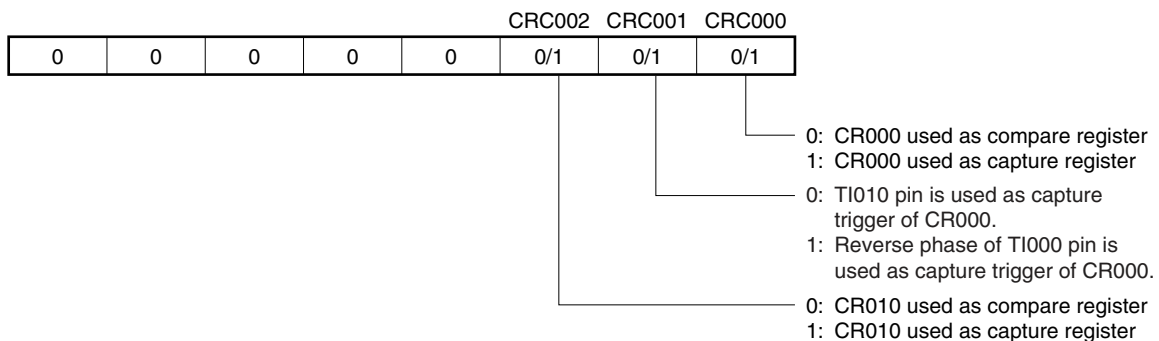 CRC002 CRC001 CRC000
0 0 0 0 0 0/1 0/1 0/1
0: CR000 used as compare register
1: CR000 used as capture register
0: TI010 pin is used as capture
trigger of CR000.
1: Reverse phase of TI000 pin is
used as capture trigger of CR000.
0: CR010 used as compare register
1: CR010 used as capture register